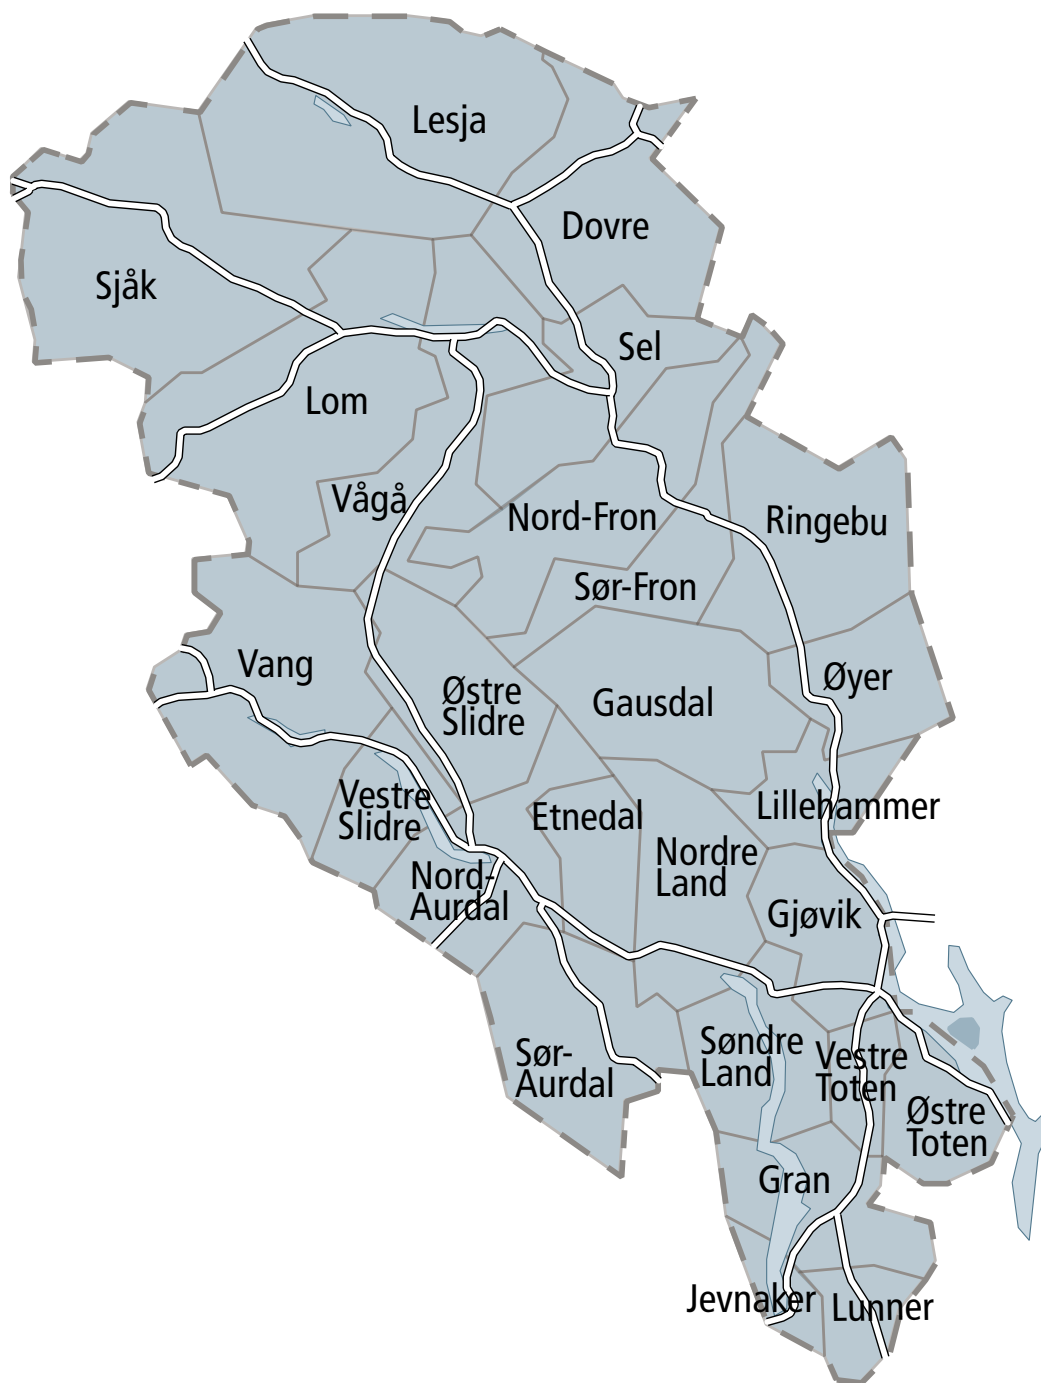 Lesja
Dovre
Sjåk
Sel
Lom
Vågå
Nord-Fron
Ringebu
Sør-Fron
Vang
Østre
Slidre
Gausdal
Øyer
Vestre
Slidre
Etnedal
Lillehammer
Nordre
Land
Nord-
Aurdal
Gjøvik
Sør-
Aurdal
Søndre
Land
Vestre
Toten
Østre
Toten
Gran
Jevnaker
Lunner